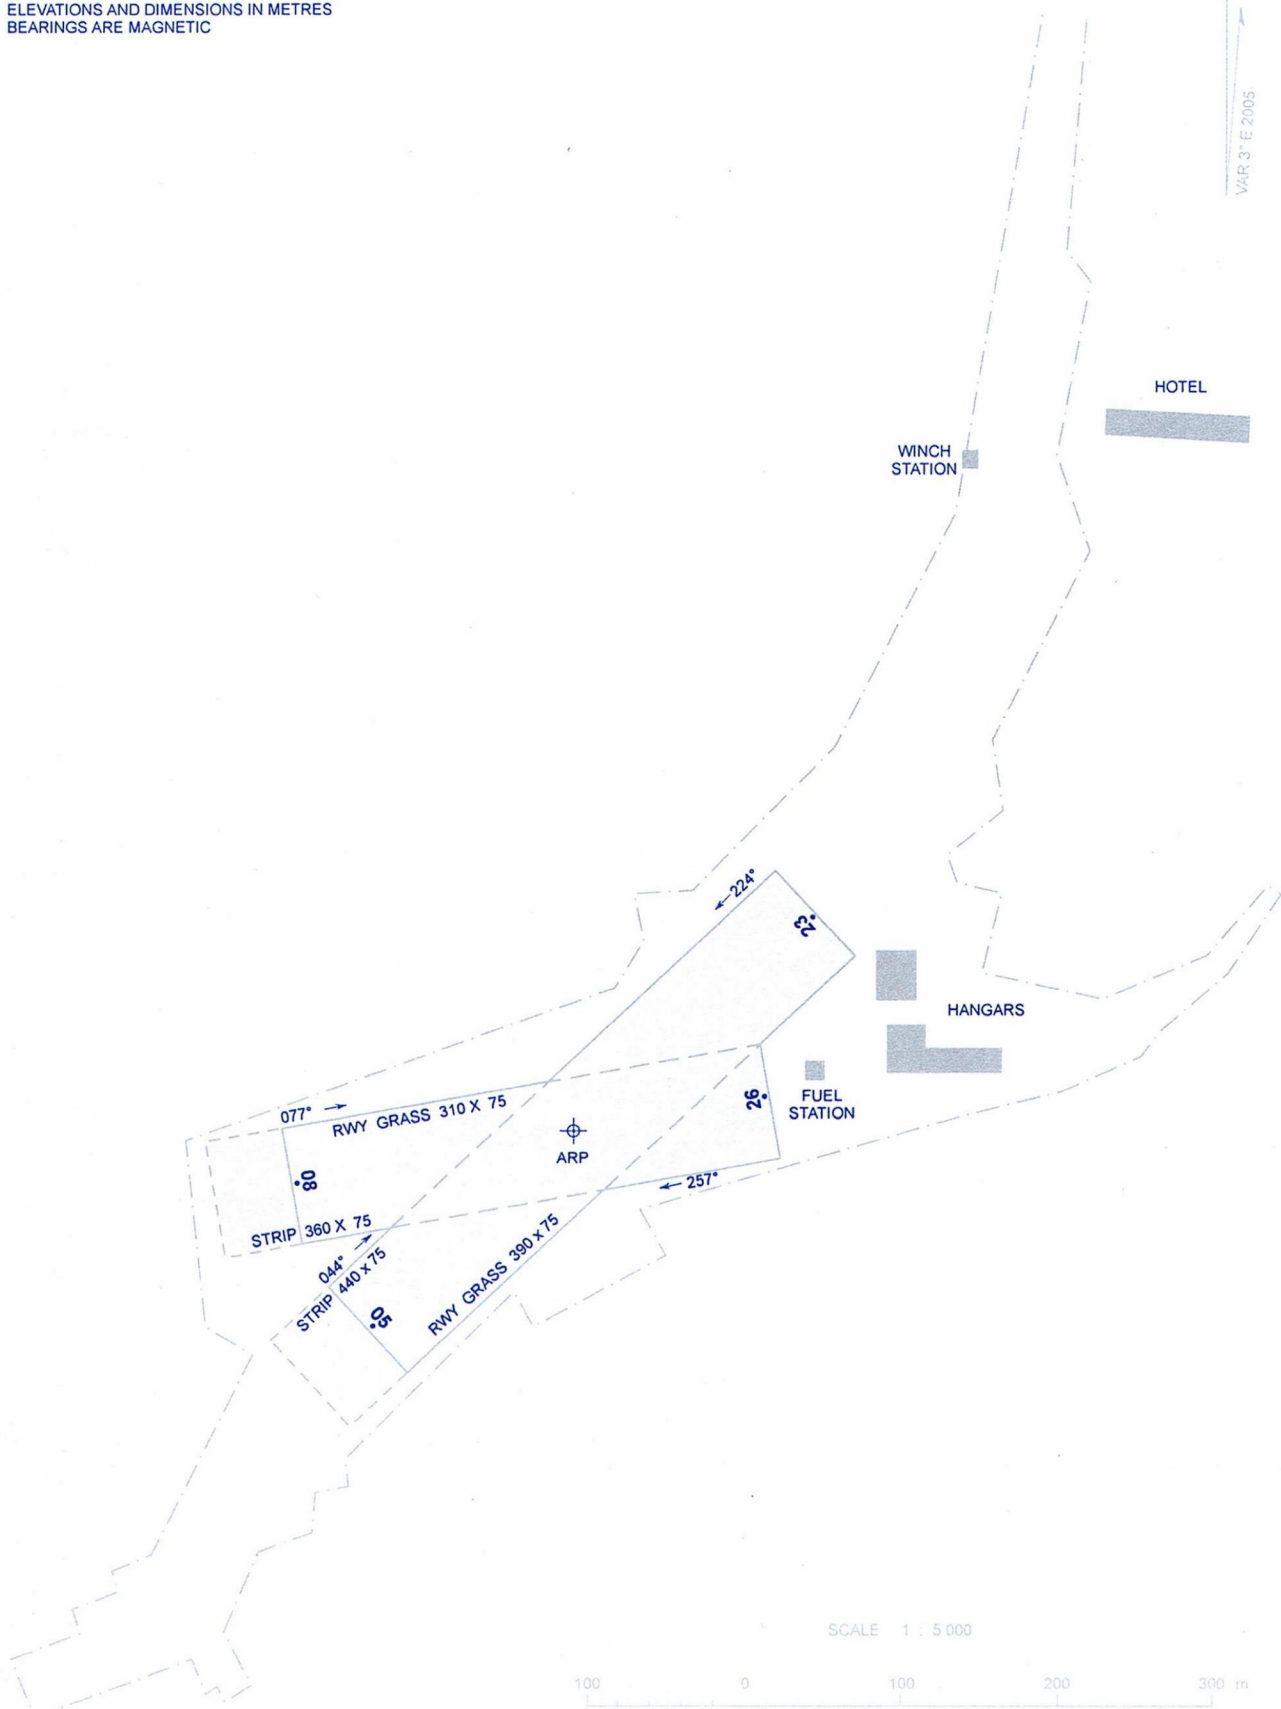 ELEVATIONS AND DIMENSIONS IN METRES
BEARINGS ARE MAGNETIC
VAR 3° E 2005
HOTEL
WINCH
STATION
224°
23
HANGARS
FUEL
STATION
26
077°
RWY GRASS 310 X 75
ARP
08
257°
STRIP 360 X 75
044°
STRIP 440 x 75
05
RWY GRASS 390 x 75
SCALE 1 : 5 000
100 0 100 200 300 m